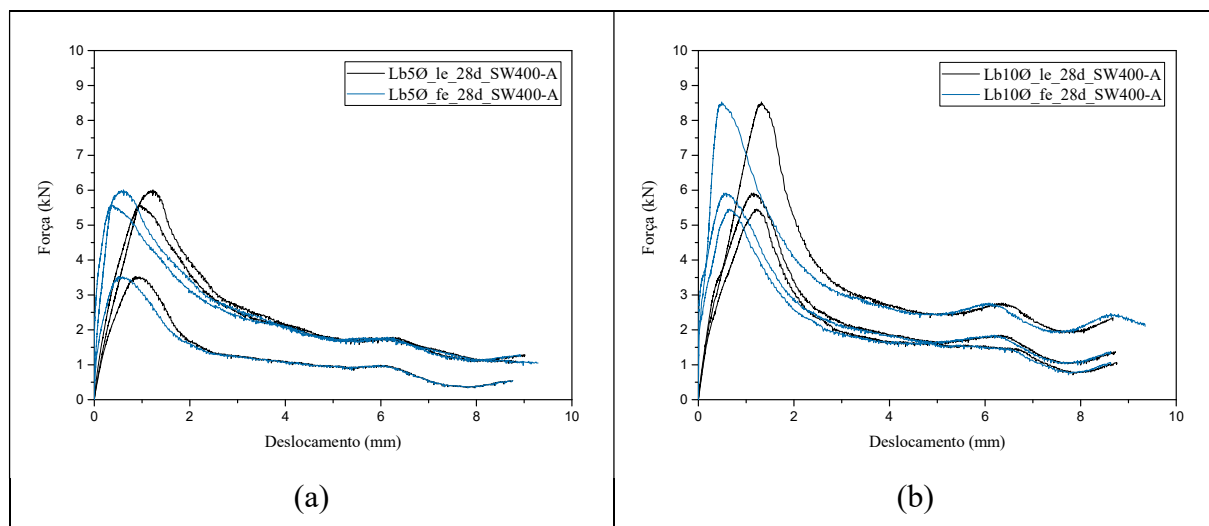 10
9
8
7
6
5
4
3
2
1
0
Força (kN)
Lb5Ø_le_28d_SW400-A
Lb5Ø_fe_28d_SW400-A
0 2 4 6 8 10
Deslocamento (mm)
(a)
10
9
8
7
6
5
4
3
2
1
0
Força (kN)
Lb10Ø_le_28d_SW400-A
Lb10Ø_fe_28d_SW400-A
0 2 4 6 8 10
Deslocamento (mm)
(b)